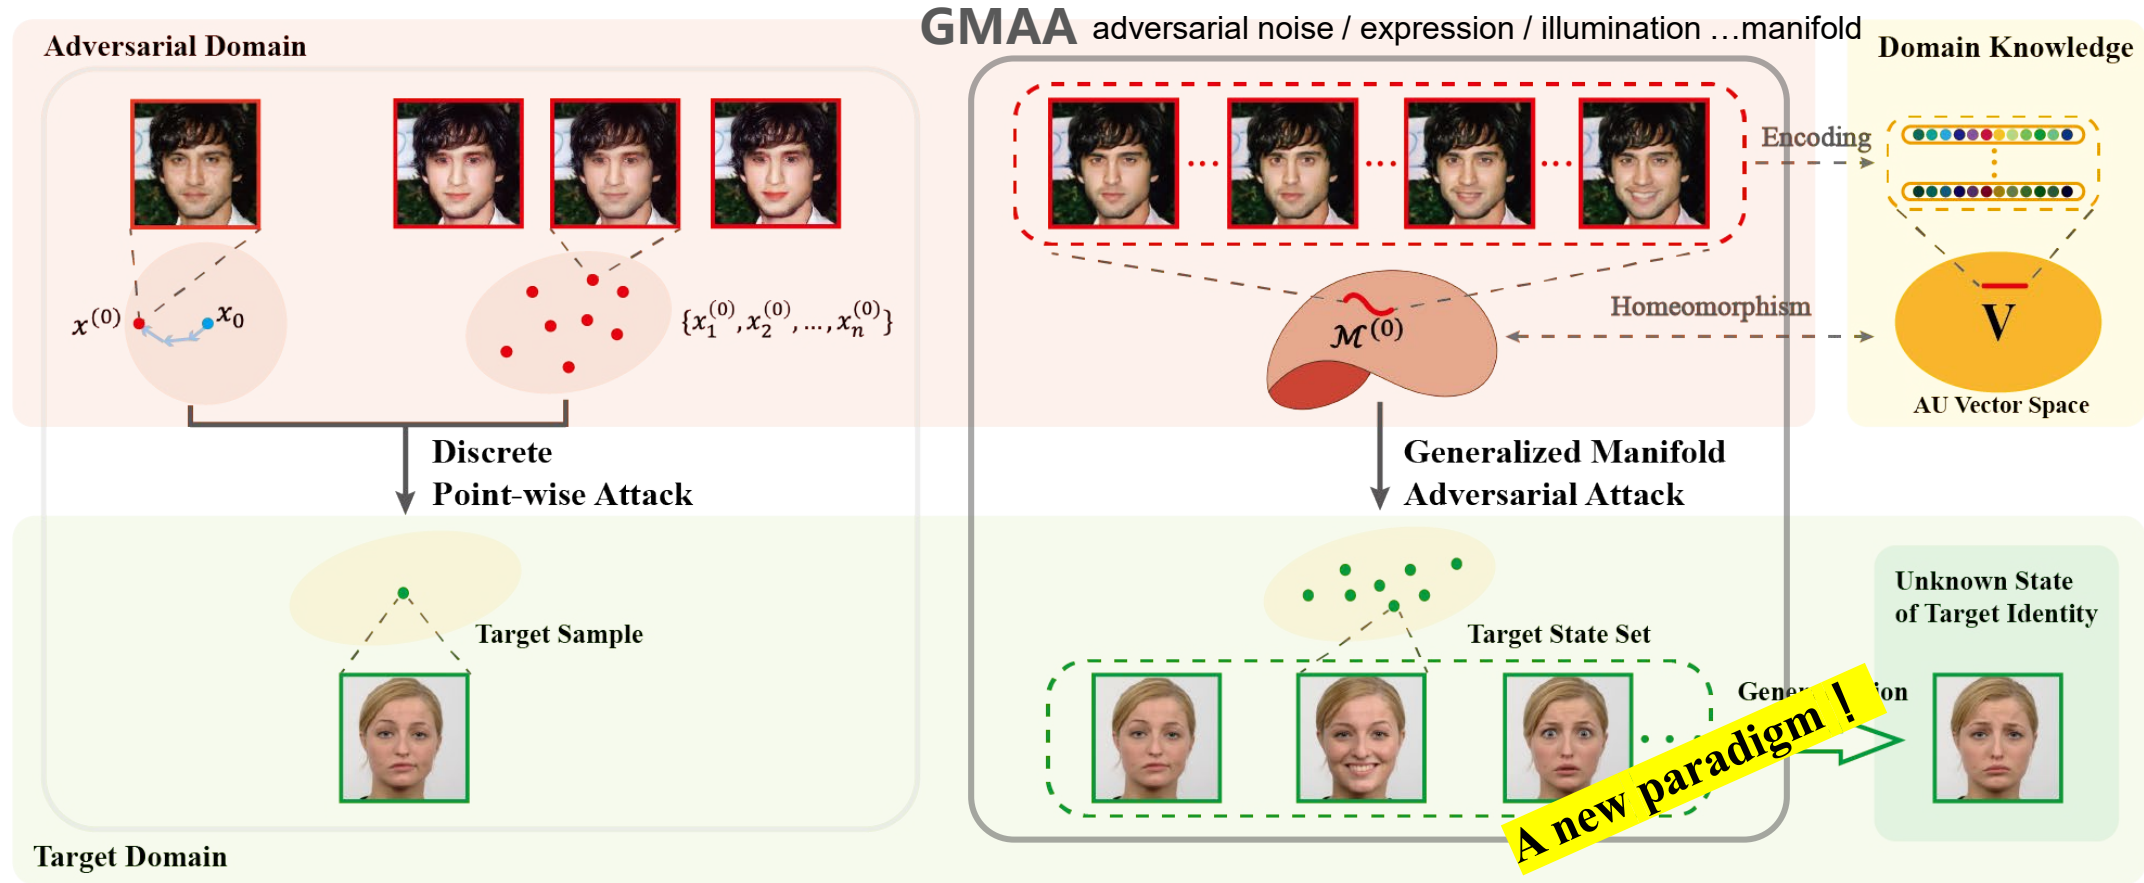 GMAA adversarial noise / expression / illumination …manifold
Adversarial Domain
Domain Knowledge
Encoding
x⁽⁰⁾
x₀
{x₁⁽⁰⁾, x₂⁽⁰⁾, …, xₙ⁽⁰⁾}
ℳ⁽⁰⁾
Homeomorphism
V
AU Vector Space
Discrete
Point-wise Attack
Generalized Manifold
Adversarial Attack
Target Sample
Target State Set
Unknown State
of Target Identity
A new paradigm！
Target Domain